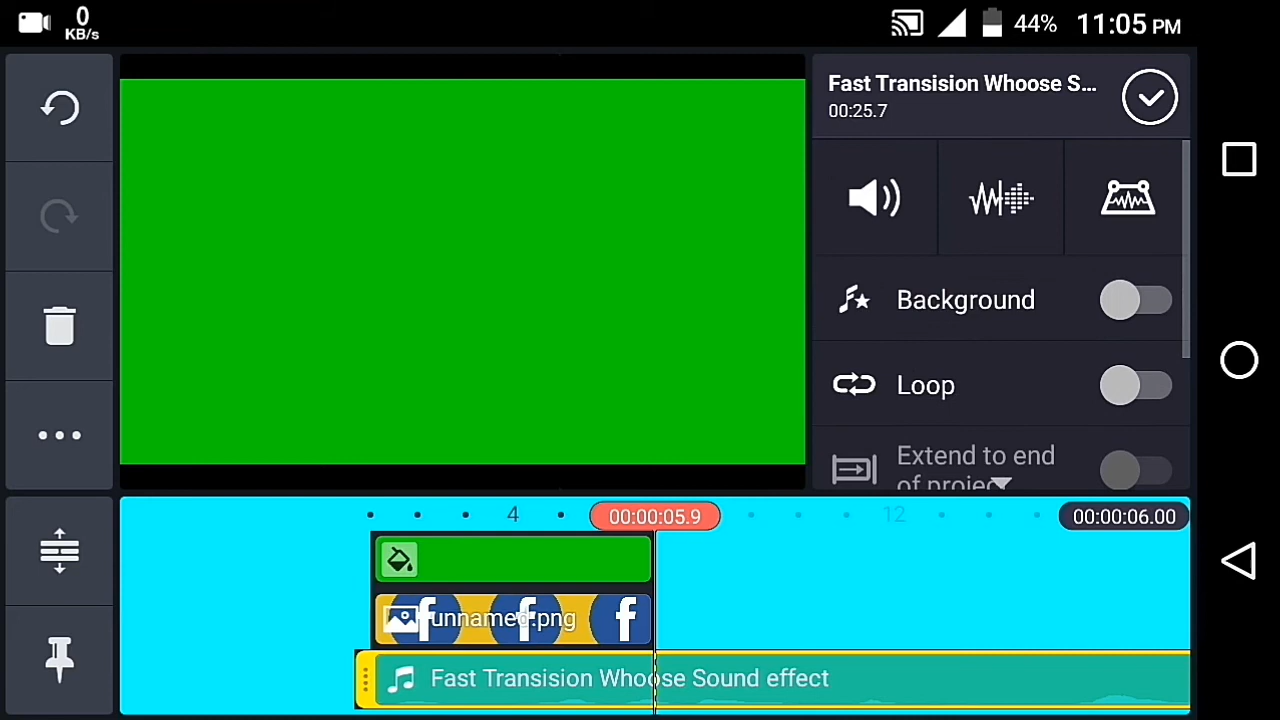 0
KB/s
44%
11:05 PM
Fast Transision Whoose S...
00:25.7
Background
Loop
Extend to end
of project
4
00:00:05.9
12
00:00:06.00
unnamed.png
Fast Transision Whoose Sound effect